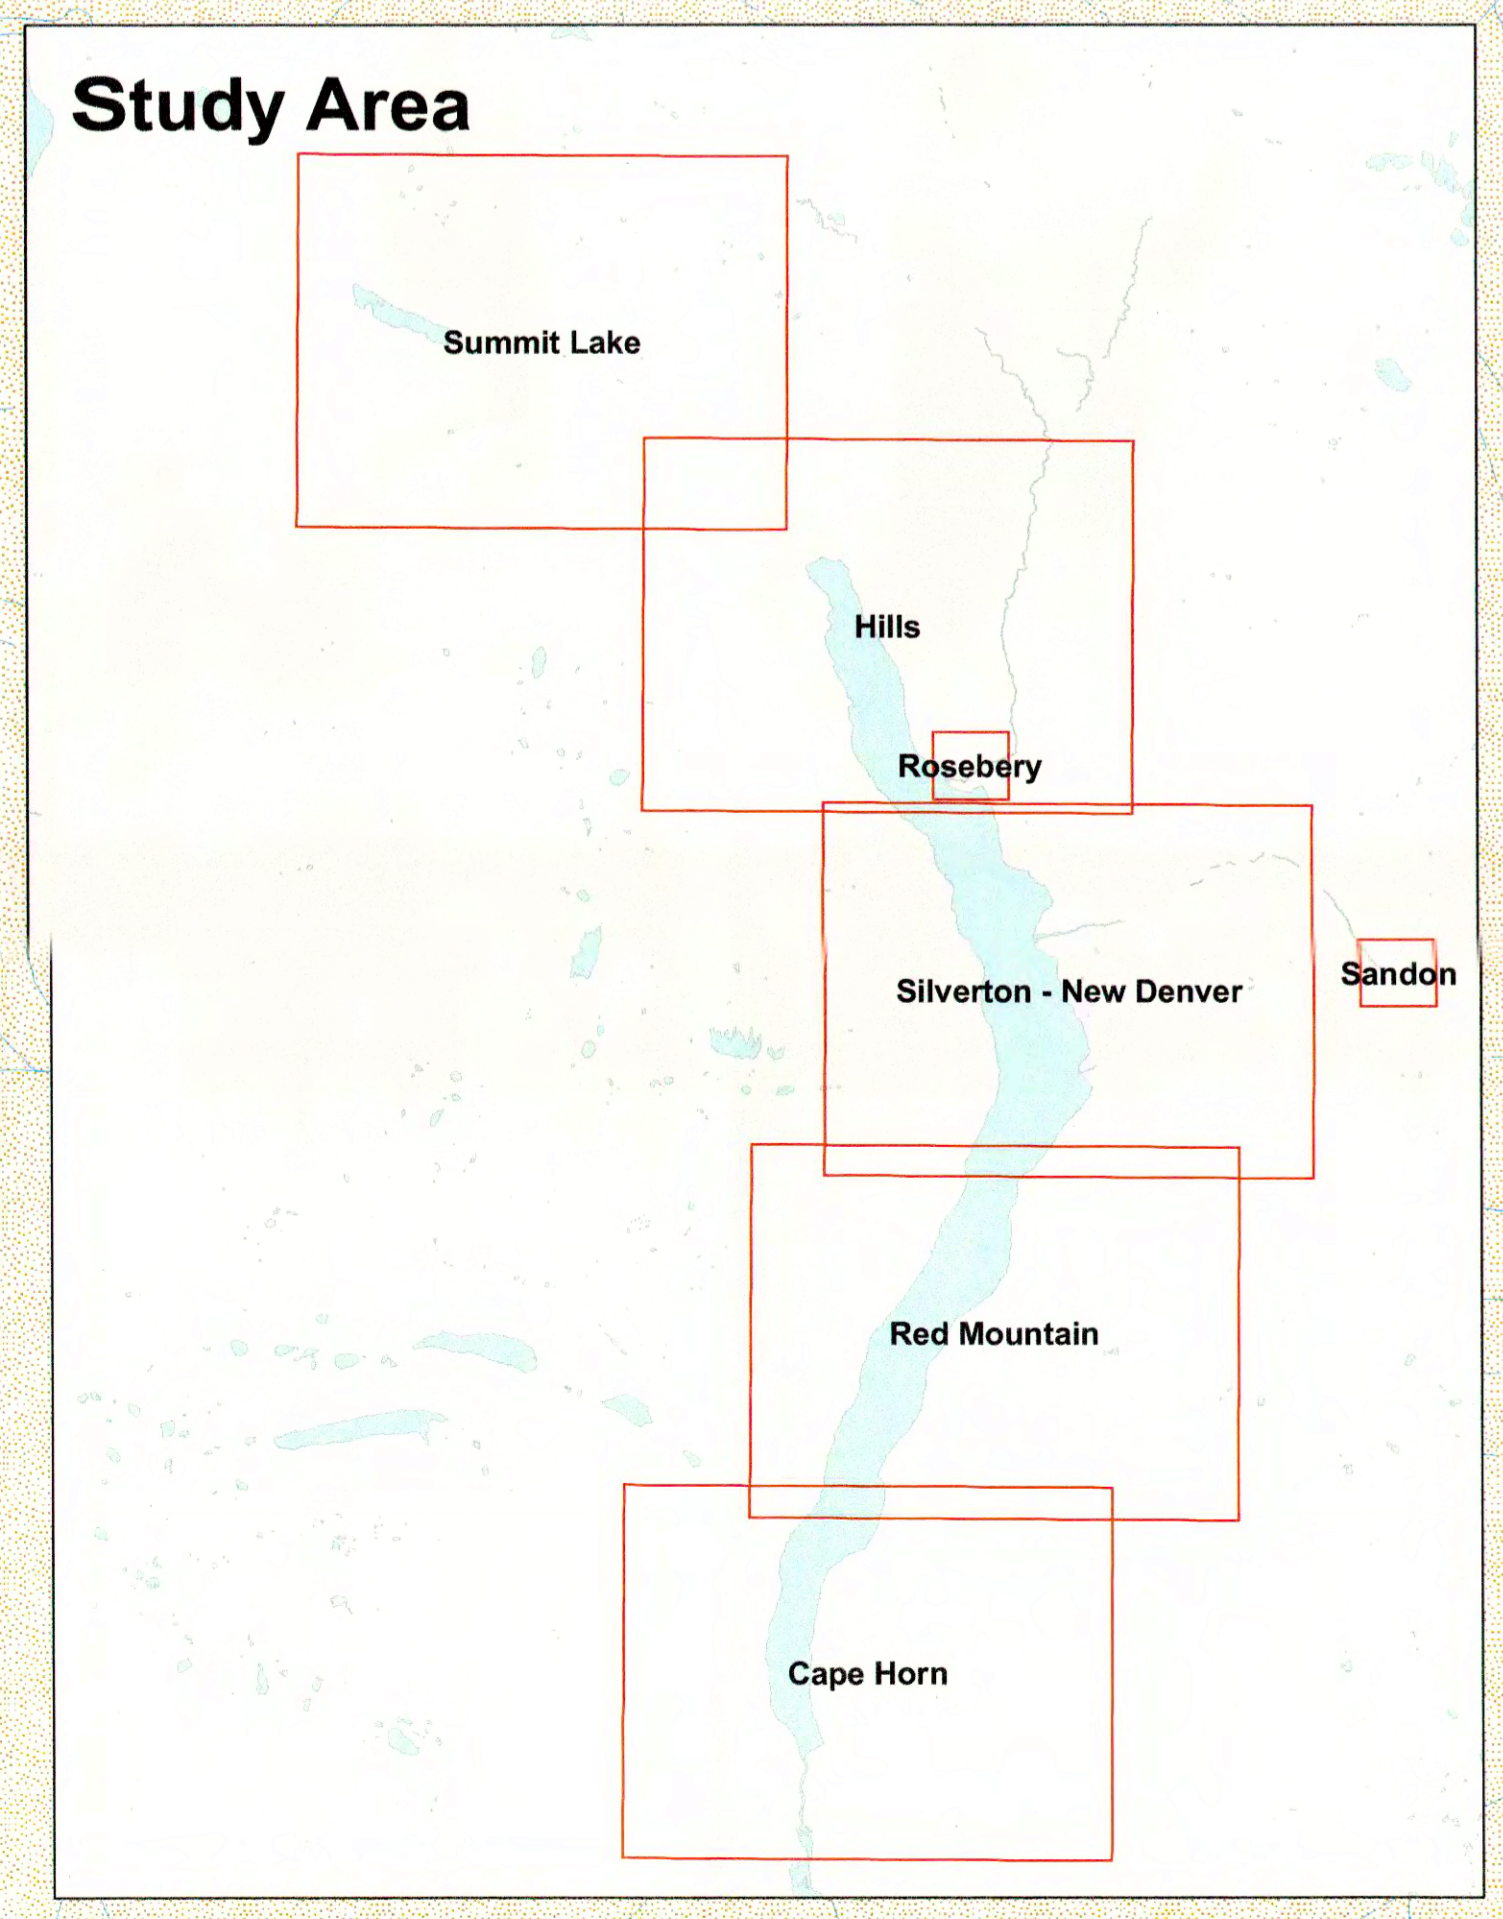 Study Area
Summit Lake
Hills
Rosebery
Sandon
Silverton - New Denver
Red Mountain
Cape Horn